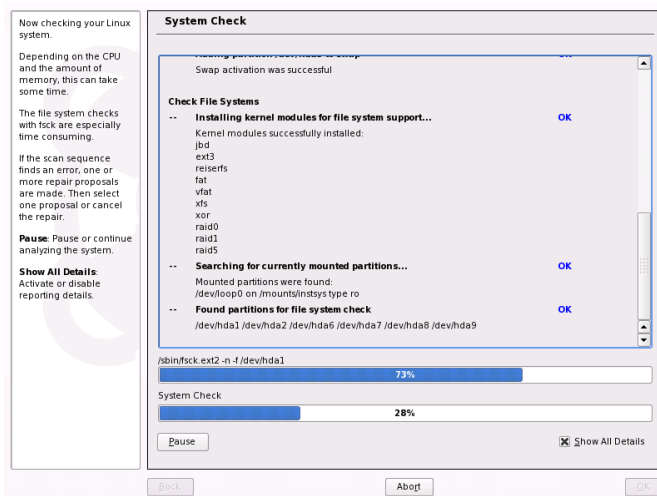 Now checking your Linux
system.
Depending on the CPU
and the amount of
memory, this can take
some time.
The file system checks
with fsck are especially
time consuming.
If the scan sequence
finds an error, one or
more repair proposals
are made. Then select
one proposal or cancel
the repair.
Pause: Pause or continue
analyzing the system.
Show All Details:
Activate or disable
reporting details.
System Check
OK
Swap activation was successful
Check File Systems
-- Installing kernel modules for file system support... OK
Kernel modules successfully installed:
jbd
ext3
reiserfs
fat
vfat
xfs
xor
raid0
raid1
raid5
-- Searching for currently mounted partitions... OK
Mounted partitions were found:
/dev/loop0 on /mounts/instsys type ro
-- Found partitions for file system check OK
/dev/hda1 /dev/hda2 /dev/hda6 /dev/hda7 /dev/hda8 /dev/hda9
/sbin/fsck.ext2 -n -f /dev/hda1
73%
System Check
28%
Pause
Show All Details
Back
Abort
OK